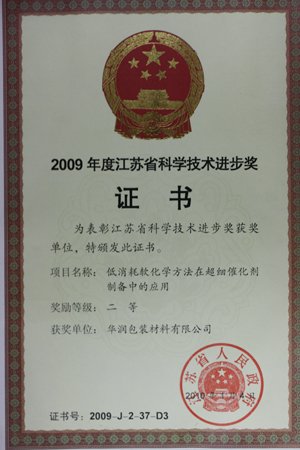 2009 年度江苏省科学技术进步奖
证 书
为表彰江苏省科学技术进步奖获奖
单位，特颁发此证书。
项目名称：低消耗软化学方法在超细催化剂
制备中的应用
奖励等级：二 等
获奖单位：华润包装材料有限公司
江苏省人民政府
证书号：2009-J-2-37-D3